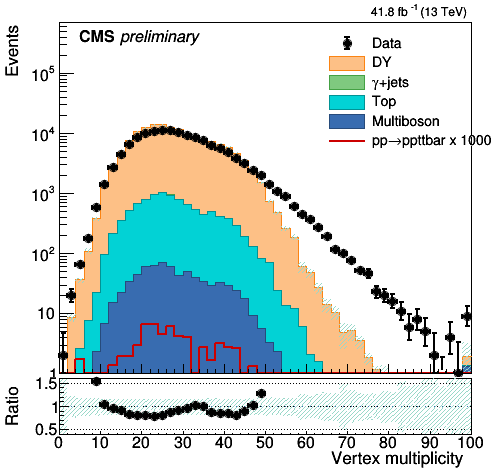 41.8 fb⁻¹ (13 TeV)
CMS preliminary
Events
Data
DY
γ+jets
Top
Multiboson
pp→ppttbar x 1000
10⁵
10⁴
10³
10²
10
1
Ratio
1.5
1
0.5
0 10 20 30 40 50 60 70 80 90 100
Vertex multiplicity